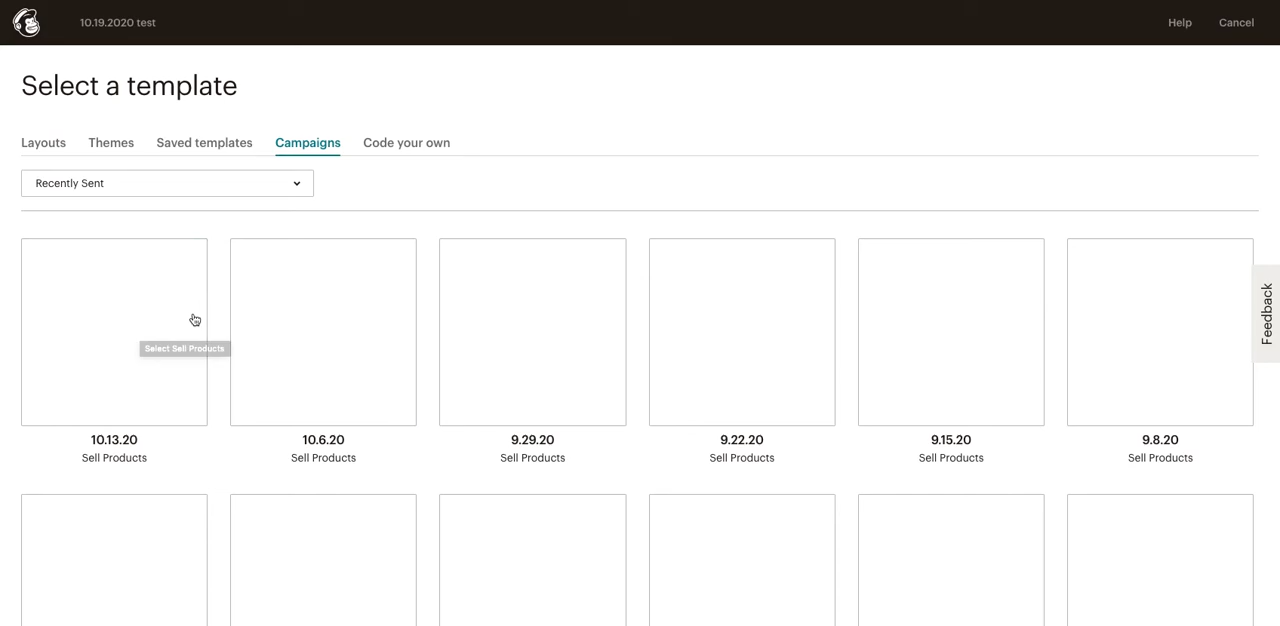 10.19.2020 test
Help
Cancel
Select a template
Layouts
Themes
Saved templates
Campaigns
Code your own
Recently Sent
Feedback
Select Sell Products
10.13.20
Sell Products
10.6.20
Sell Products
9.29.20
Sell Products
9.22.20
Sell Products
9.15.20
Sell Products
9.8.20
Sell Products